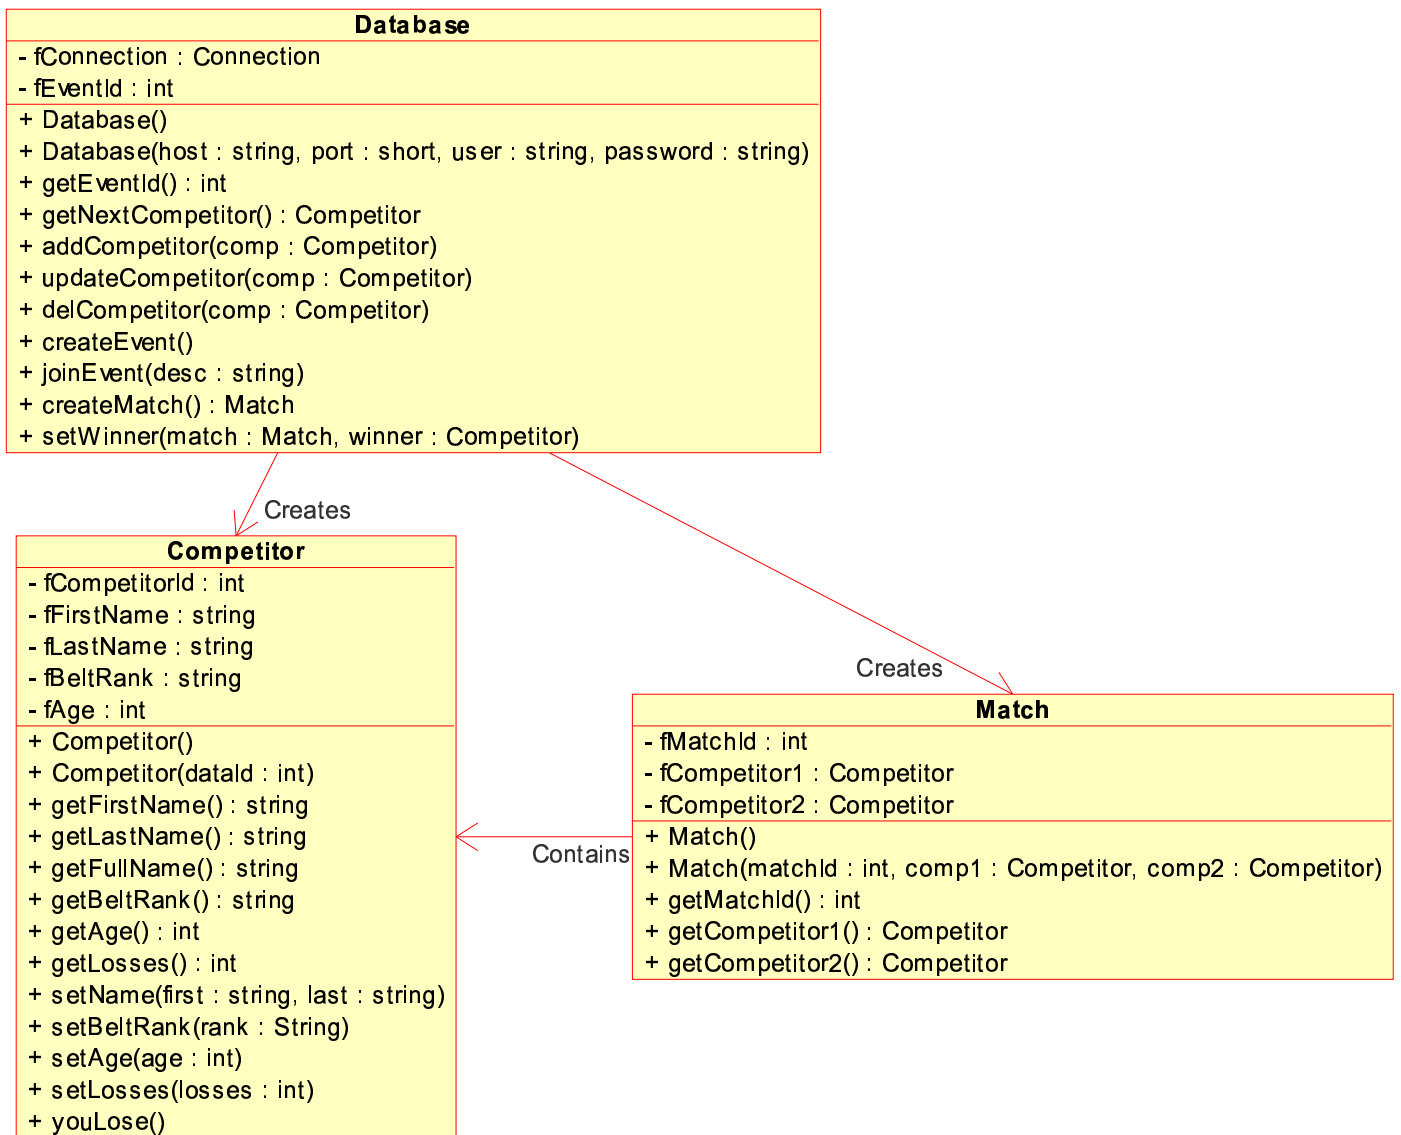 Database
- fConnection : Connection
- fEventId : int
+ Database()
+ Database(host : string, port : short, user : string, password : string)
+ getEventId() : int
+ getNextCompetitor() : Competitor
+ addCompetitor(comp : Competitor)
+ updateCompetitor(comp : Competitor)
+ delCompetitor(comp : Competitor)
+ createEvent()
+ joinEvent(desc : string)
+ createMatch() : Match
+ setWinner(match : Match, winner : Competitor)
Creates
Creates
Competitor
- fCompetitorId : int
- fFirstName : string
- fLastName : string
- fBeltRank : string
- fAge : int
+ Competitor()
+ Competitor(dataId : int)
+ getFirstName() : string
+ getLastName() : string
+ getFullName() : string
+ getBeltRank() : string
+ getAge() : int
+ getLosses() : int
+ setName(first : string, last : string)
+ setBeltRank(rank : String)
+ setAge(age : int)
+ setLosses(losses : int)
+ youLose()
Contains
Match
- fMatchId : int
- fCompetitor1 : Competitor
- fCompetitor2 : Competitor
+ Match()
+ Match(matchId : int, comp1 : Competitor, comp2 : Competitor)
+ getMatchId() : int
+ getCompetitor1() : Competitor
+ getCompetitor2() : Competitor